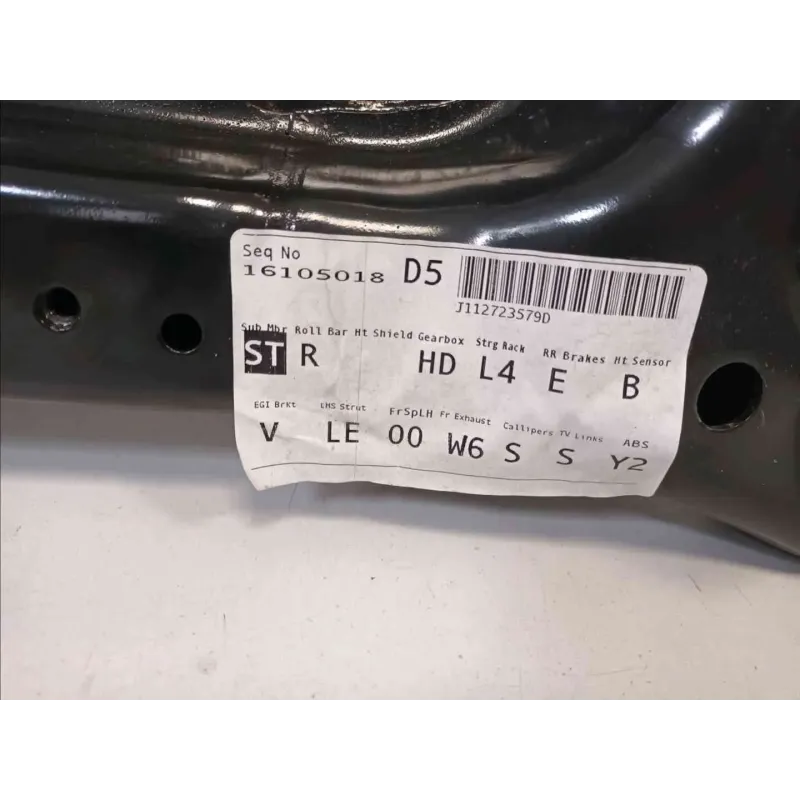 Seq No
16105018 D5
J112723579D
Sub Mbr Roll Bar Ht Shield Gearbox Strg Rack RR Brakes Ht Sensor
ST R HD L4 E B
EGI Brkt LHS Strut FrSpLH Fr Exhaust Callipers TV Links ABS
V LE 00 W6 S S Y2